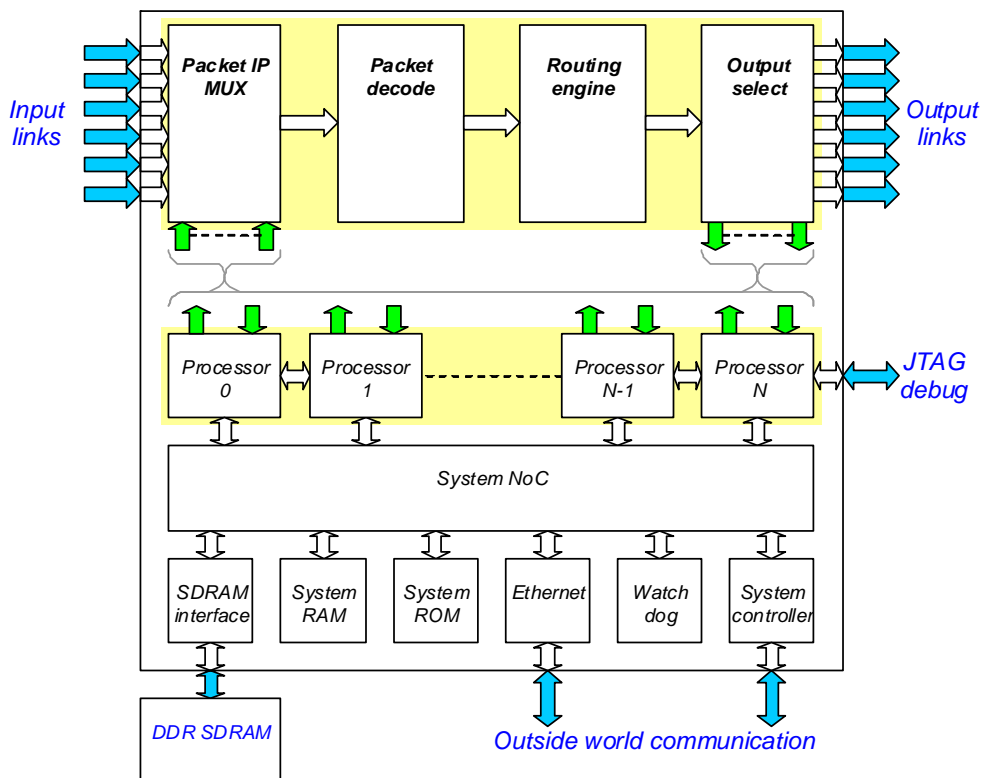 Packet IP
MUX
Packet
decode
Routing
engine
Output
select
Input
links
Output
links
Processor
0
Processor
1
Processor
N-1
Processor
N
JTAG
debug
System NoC
SDRAM
interface
System
RAM
System
ROM
Ethernet
Watch
dog
System
controller
DDR SDRAM
Outside world communication